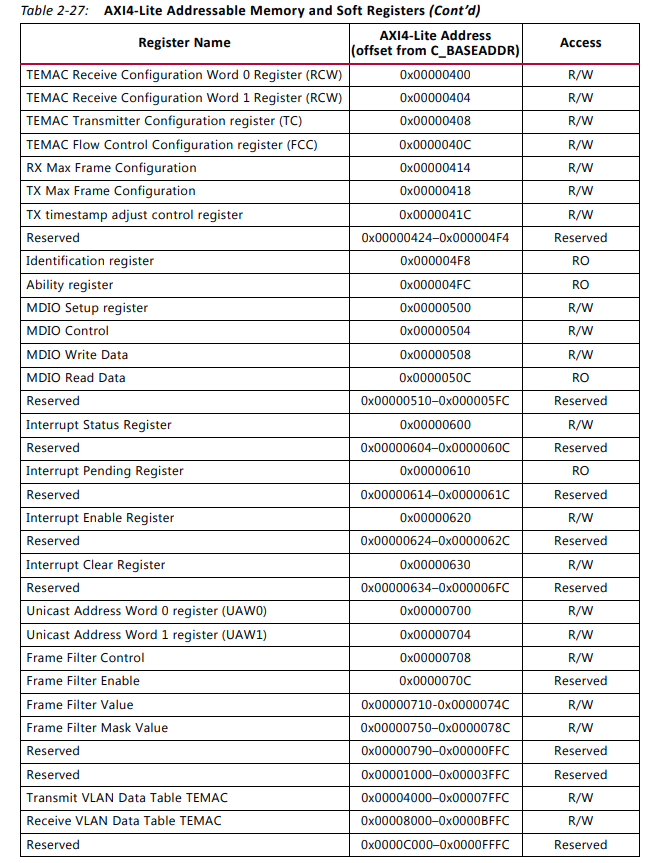 Table 2-27: AXI4-Lite Addressable Memory and Soft Registers (Cont’d)
Register Name AXI4-Lite Address (offset from C_BASEADDR) Access
TEMAC Receive Configuration Word 0 Register (RCW) 0x00000400 R/W
TEMAC Receive Configuration Word 1 Register (RCW) 0x00000404 R/W
TEMAC Transmitter Configuration register (TC) 0x00000408 R/W
TEMAC Flow Control Configuration register (FCC) 0x0000040C R/W
RX Max Frame Configuration 0x00000414 R/W
TX Max Frame Configuration 0x00000418 R/W
TX timestamp adjust control register 0x0000041C R/W
Reserved 0x00000424–0x000004F4 Reserved
Identification register 0x000004F8 RO
Ability register 0x000004FC RO
MDIO Setup register 0x00000500 R/W
MDIO Control 0x00000504 R/W
MDIO Write Data 0x00000508 R/W
MDIO Read Data 0x0000050C RO
Reserved 0x00000510–0x000005FC Reserved
Interrupt Status Register 0x00000600 R/W
Reserved 0x00000604–0x0000060C Reserved
Interrupt Pending Register 0x00000610 RO
Reserved 0x00000614–0x0000061C Reserved
Interrupt Enable Register 0x00000620 R/W
Reserved 0x00000624–0x0000062C Reserved
Interrupt Clear Register 0x00000630 R/W
Reserved 0x00000634–0x000006FC Reserved
Unicast Address Word 0 register (UAW0) 0x00000700 R/W
Unicast Address Word 1 register (UAW1) 0x00000704 R/W
Frame Filter Control 0x00000708 R/W
Frame Filter Enable 0x0000070C Reserved
Frame Filter Value 0x00000710-0x0000074C R/W
Frame Filter Mask Value 0x00000750–0x0000078C R/W
Reserved 0x00000790–0x00000FFC Reserved
Reserved 0x00001000–0x00003FFC Reserved
Transmit VLAN Data Table TEMAC 0x00004000–0x00007FFC R/W
Receive VLAN Data Table TEMAC 0x00008000–0x0000BFFC R/W
Reserved 0x0000C000–0x0000FFFC Reserved